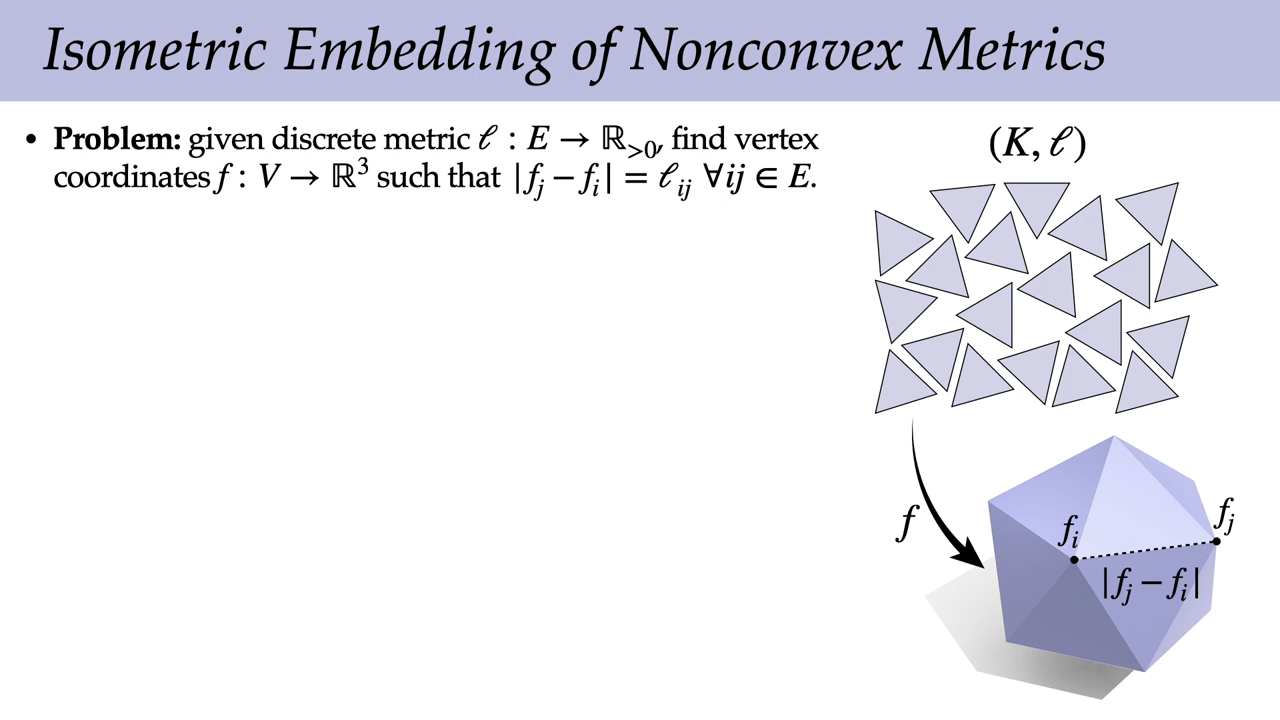 Isometric Embedding of Nonconvex Metrics
• Problem: given discrete metric ℓ : E → ℝ>0, find vertex
coordinates f : V → ℝ³ such that |fⱼ − fᵢ| = ℓᵢⱼ ∀ij ∈ E.
(K, ℓ)
f
fᵢ
fⱼ
|fⱼ − fᵢ|